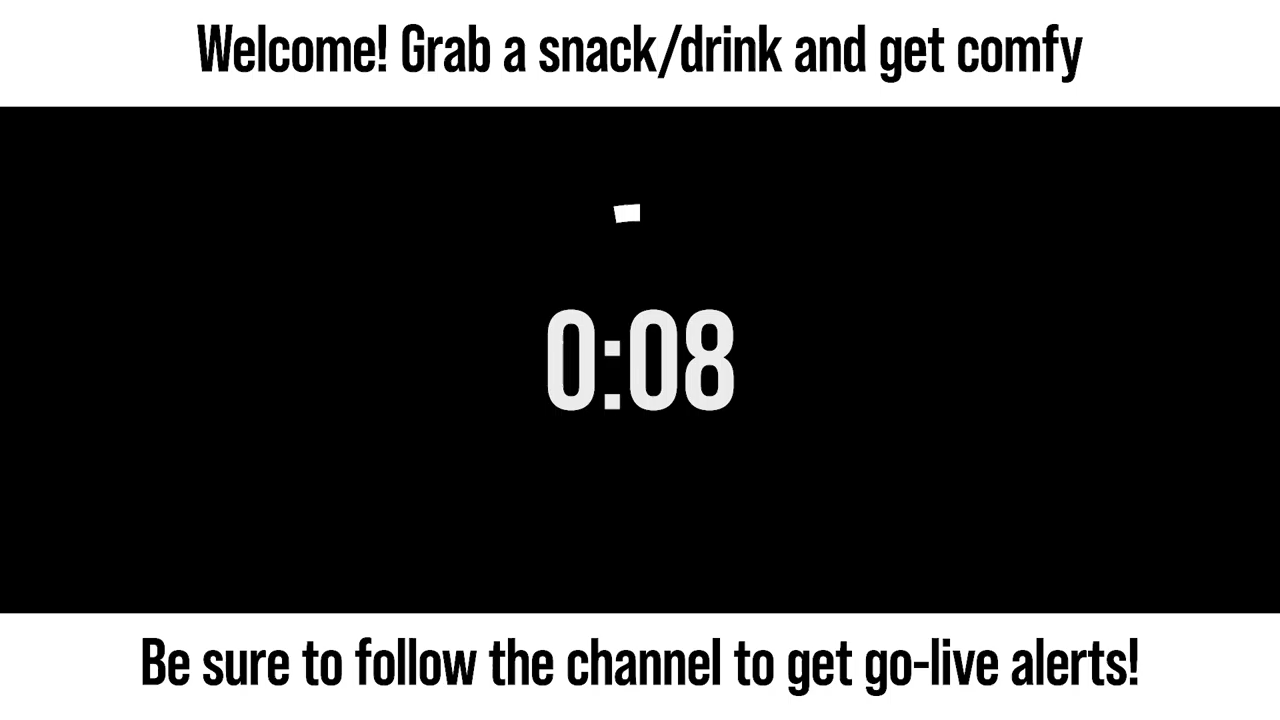 Welcome! Grab a snack/drink and get comfy
0:08
Be sure to follow the channel to get go-live alerts!